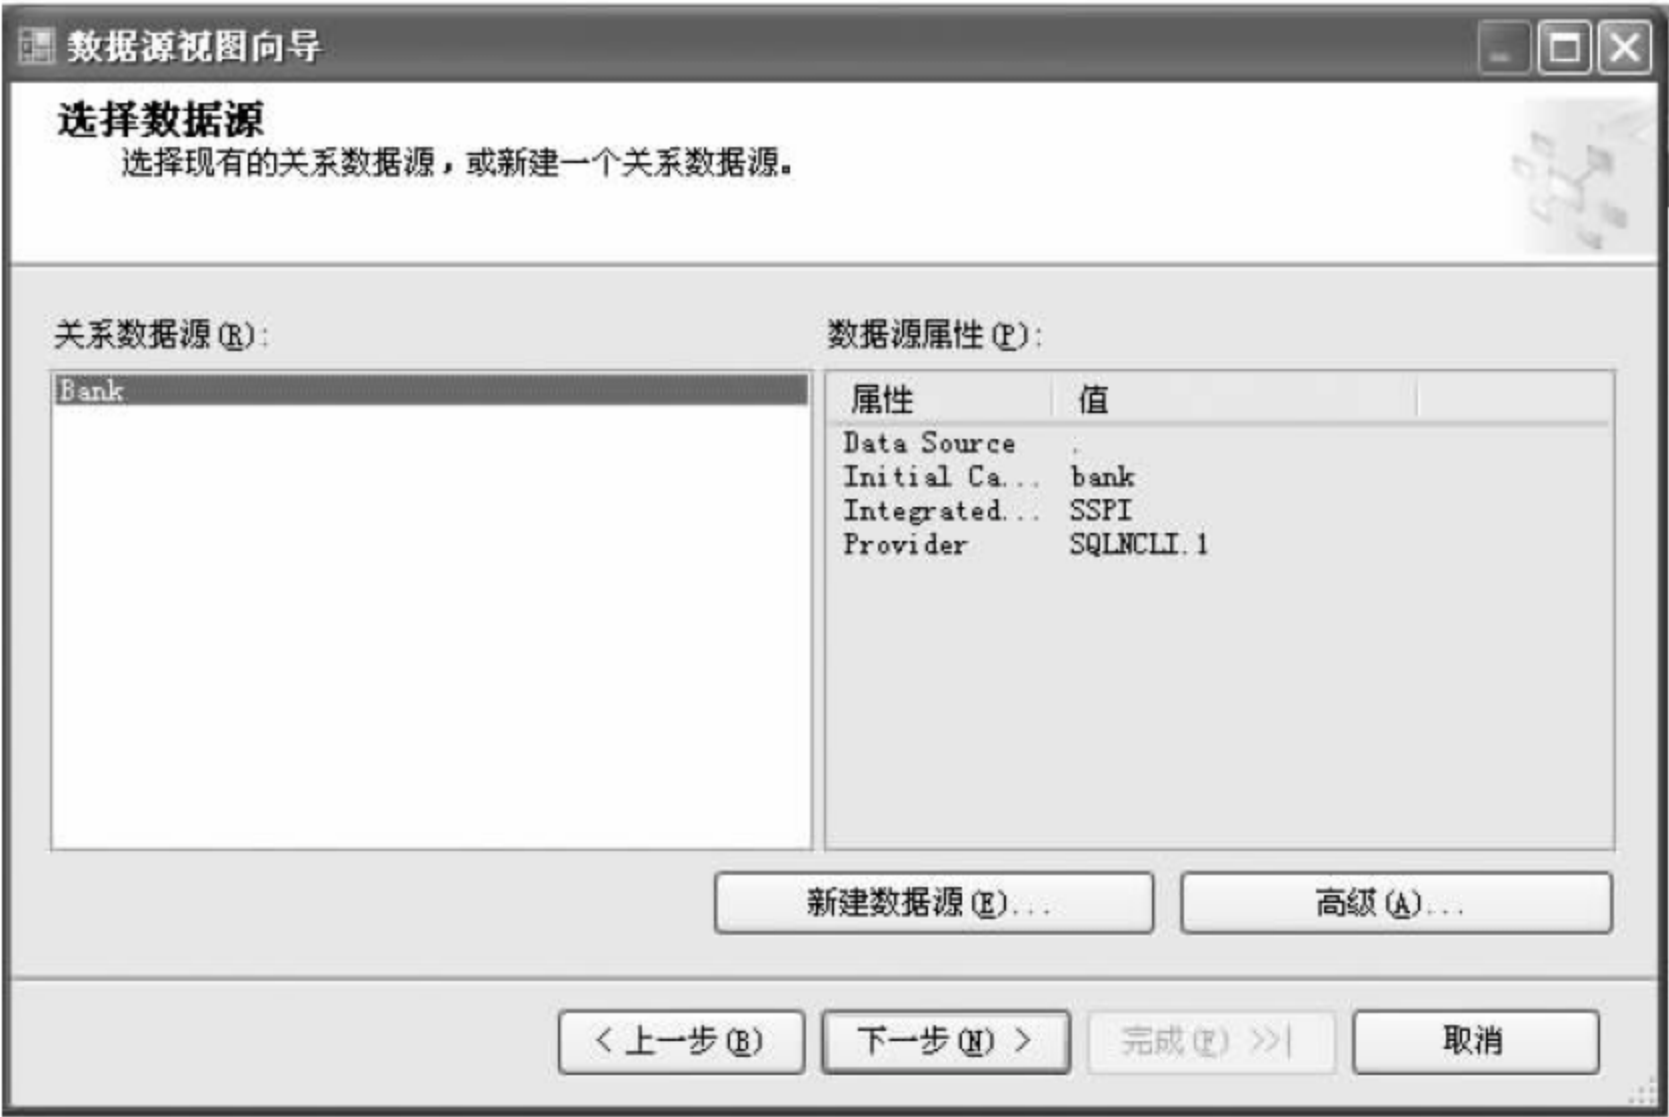 数据源视图向导
选择数据源
选择现有的关系数据源，或新建一个关系数据源。
关系数据源(R):
数据源属性(P):
Bank
属性 值
Data Source .
Initial Ca... bank
Integrated... SSPI
Provider SQLNCLI.1
新建数据源(E)...
高级(A)...
< 上一步(B)
下一步(N) >
完成(F) >>|
取消